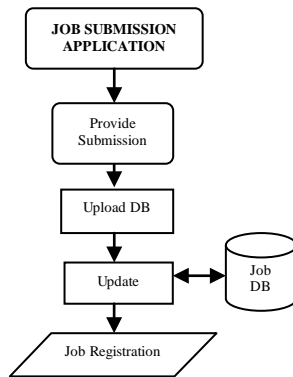 JOB SUBMISSION
APPLICATION
Provide
Submission
Upload DB
Update
Job
DB
Job Registration